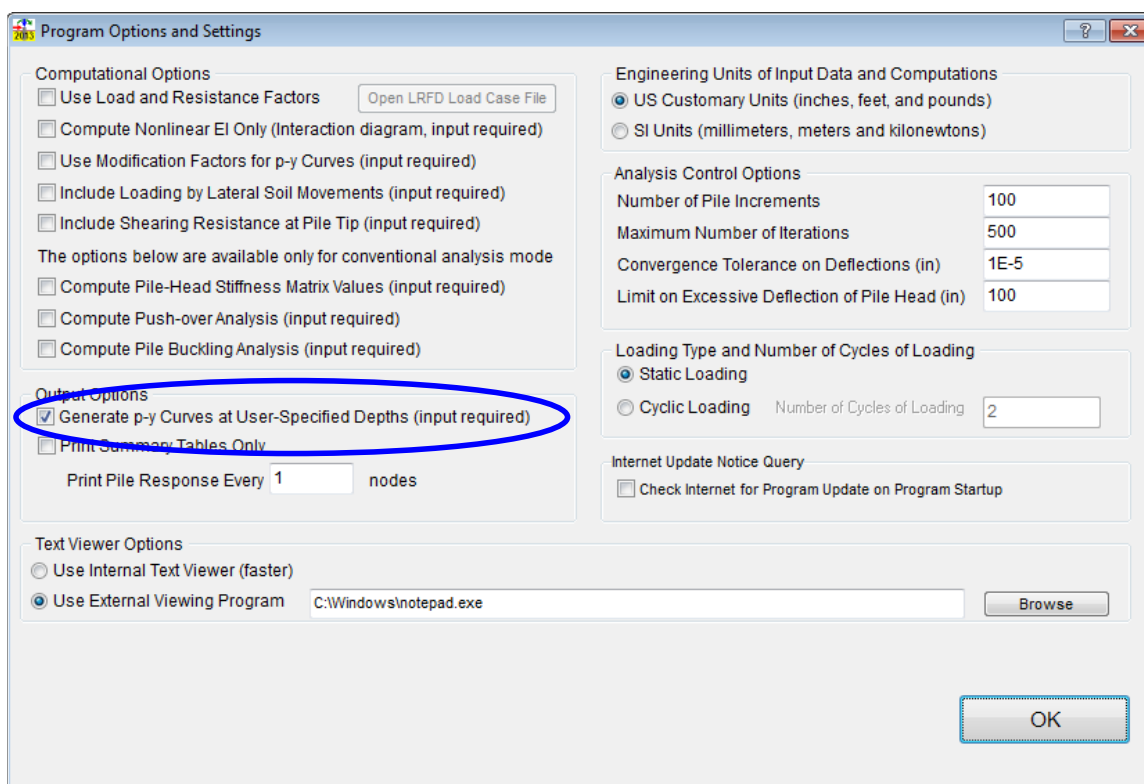 2013 Program Options and Settings
?
Computational Options
Use Load and Resistance Factors
Open LRFD Load Case File
Compute Nonlinear EI Only (Interaction diagram, input required)
Use Modification Factors for p-y Curves (input required)
Include Loading by Lateral Soil Movements (input required)
Include Shearing Resistance at Pile Tip (input required)
The options below are available only for conventional analysis mode
Compute Pile-Head Stiffness Matrix Values (input required)
Compute Push-over Analysis (input required)
Compute Pile Buckling Analysis (input required)
Output Options
Generate p-y Curves at User-Specified Depths (input required)
Print Summary Tables Only
Print Pile Response Every 1 nodes
Engineering Units of Input Data and Computations
US Customary Units (inches, feet, and pounds)
SI Units (millimeters, meters and kilonewtons)
Analysis Control Options
Number of Pile Increments 100
Maximum Number of Iterations 500
Convergence Tolerance on Deflections (in) 1E-5
Limit on Excessive Deflection of Pile Head (in) 100
Loading Type and Number of Cycles of Loading
Static Loading
Cyclic Loading Number of Cycles of Loading 2
Internet Update Notice Query
Check Internet for Program Update on Program Startup
Text Viewer Options
Use Internal Text Viewer (faster)
Use External Viewing Program C:\Windows\notepad.exe Browse
OK